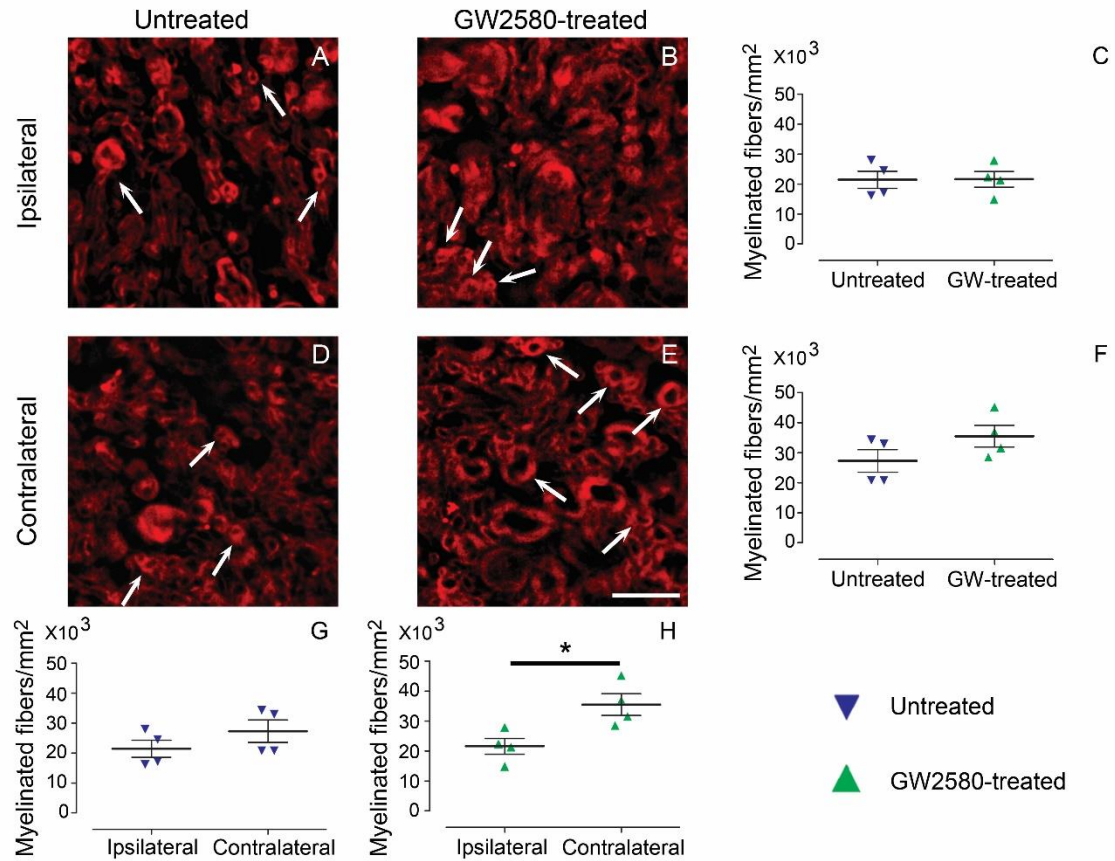 Untreated
GW2580-treated
Ipsilateral
A
B
C
X10³
Myelinated fibers/mm²
50
40
30
20
10
0
Untreated
GW-treated
Contralateral
D
E
F
X10³
Myelinated fibers/mm²
50
40
30
20
10
0
Untreated
GW-treated
G
X10³
Myelinated fibers/mm²
50
40
30
20
10
0
Ipsilateral
Contralateral
H
X10³
Myelinated fibers/mm²
50
40
30
20
10
0
*
Ipsilateral
Contralateral
Untreated
GW2580-treated